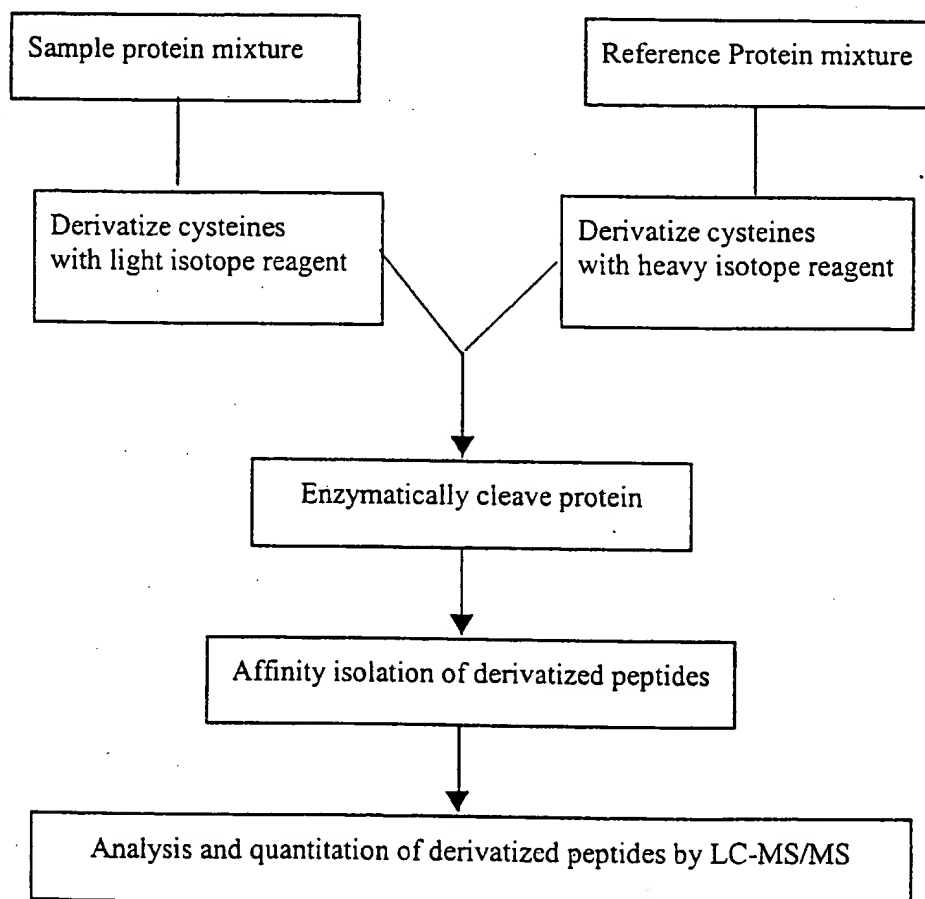 Sample protein mixture
Reference Protein mixture
Derivatize cysteines
with light isotope reagent
Derivatize cysteines
with heavy isotope reagent
Enzymatically cleave protein
Affinity isolation of derivatized peptides
Analysis and quantitation of derivatized peptides by LC-MS/MS